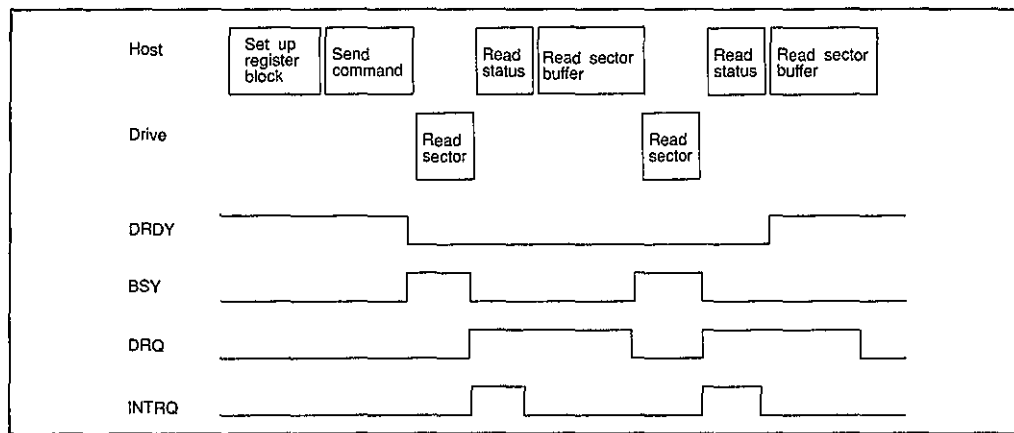 Host
Set up
register
block
Send
command
Read
status
Read sector
buffer
Read
status
Read sector
buffer
Drive
Read
sector
Read
sector
DRDY
BSY
DRQ
INTRQ